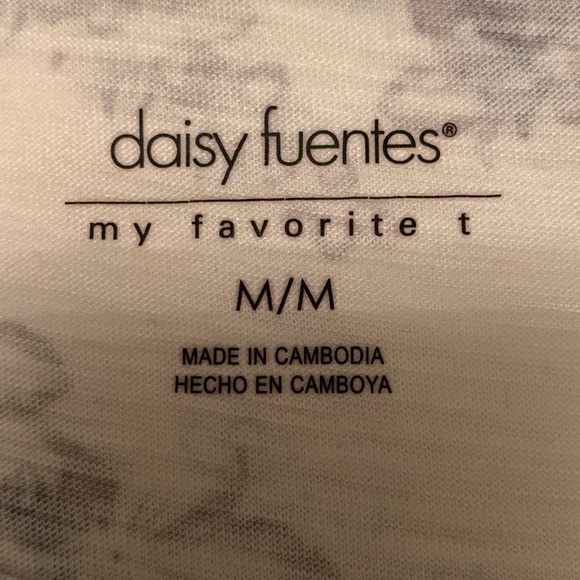 daisy fuentes®
my favorite t
M/M
MADE IN CAMBODIA
HECHO EN CAMBOYA